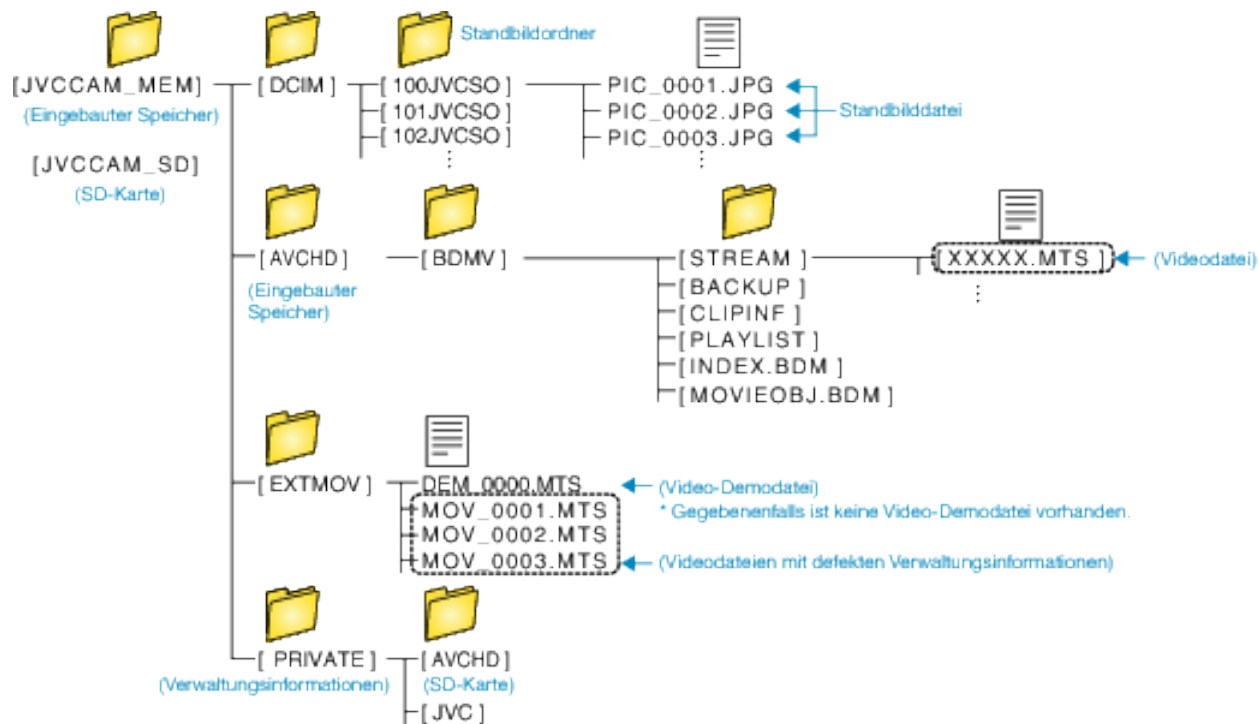 Standbildordner
[JVCCAM_MEM] [DCIM] [100JVCSO] PIC_0001.JPG
(Eingebauter Speicher) [101JVCSO] PIC_0002.JPG Standbilddatei
[102JVCSO] PIC_0003.JPG
[JVCCAM_SD]
(SD-Karte)
[AVCHD] [BDMV] [STREAM] [XXXXX.MTS] (Videodatei)
(Eingebauter
Speicher)
[BACKUP]
[CLIPINF]
[PLAYLIST]
[INDEX.BDM]
[MOVIEOBJ.BDM]
[EXTMOV] DEM_0000.MTS (Video-Demodatei)
MOV_0001.MTS * Gegebenenfalls ist keine Video-Demodatei vorhanden.
MOV_0002.MTS
MOV_0003.MTS (Videodateien mit defekten Verwaltungsinformationen)
[PRIVATE] [AVCHD]
(Verwaltungsinformationen) (SD-Karte)
[JVC]